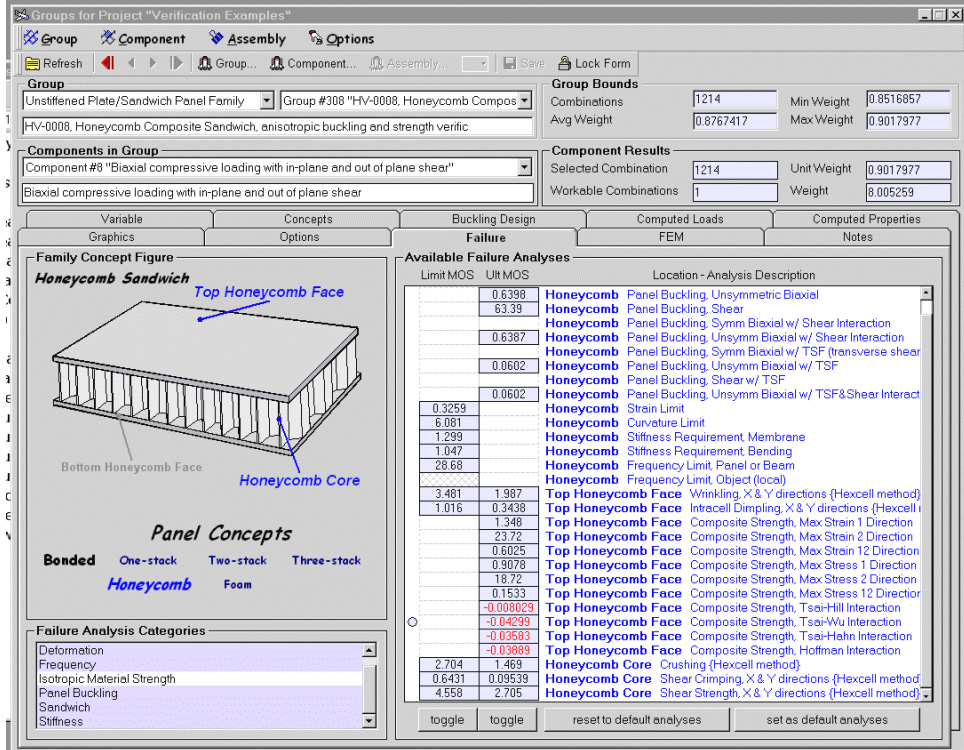 Groups for Project "Verification Examples"
Group Component Assembly Options
Refresh Group... Component... Assembly... Save Lock Form
Group
Unstiffened Plate/Sandwich Panel Family Group #308 "HV-0008, Honeycomb Compos
HV-0008, Honeycomb Composite Sandwich, anisotropic buckling and strength verific
Group Bounds
Combinations 1214 Min Weight 0.8516857
Avg Weight 0.8767417 Max Weight 0.9017977
Components in Group
Component #8 "Biaxial compressive loading with in-plane and out of plane shear"
Biaxial compressive loading with in-plane and out of plane shear
Component Results
Selected Combination 1214 Unit Weight 0.9017977
Workable Combinations 1 Weight 8.005259
Variable Concepts Buckling Design Computed Loads Computed Properties
Graphics Options Failure FEM Notes
Family Concept Figure
Honeycomb Sandwich
Top Honeycomb Face
Bottom Honeycomb Face
Honeycomb Core
Panel Concepts
Bonded One-stack Two-stack Three-stack
Honeycomb Foam
Failure Analysis Categories
Deformation
Frequency
Isotropic Material Strength
Panel Buckling
Sandwich
Stiffness
Available Failure Analyses
Limit MOS Ult MOS Location - Analysis Description
0.6398 Honeycomb Panel Buckling, Unsymmetric Biaxial
63.39 Honeycomb Panel Buckling, Shear
Honeycomb Panel Buckling, Symm Biaxial w/ Shear Interaction
0.6387 Honeycomb Panel Buckling, Unsymm Biaxial w/ Shear Interaction
Honeycomb Panel Buckling, Symm Biaxial w/ TSF (transverse shear
0.0602 Honeycomb Panel Buckling, Unsymm Biaxial w/ TSF
Honeycomb Panel Buckling, Shear w/ TSF
0.0602 Honeycomb Panel Buckling, Unsymm Biaxial w/ TSF&Shear Interact
0.3259 Honeycomb Strain Limit
6.081 Honeycomb Curvature Limit
1.299 Honeycomb Stiffness Requirement, Membrane
1.047 Honeycomb Stiffness Requirement, Bending
28.68 Honeycomb Frequency Limit, Panel or Beam
Honeycomb Frequency Limit, Object (local)
3.481 1.987 Top Honeycomb Face Wrinkling, X & Y directions {Hexcell method}
1.016 0.3438 Top Honeycomb Face Intracell Dimpling, X & Y directions {Hexcell
1.348 Top Honeycomb Face Composite Strength, Max Strain 1 Direction
23.72 Top Honeycomb Face Composite Strength, Max Strain 2 Direction
0.6025 Top Honeycomb Face Composite Strength, Max Strain 12 Direction
0.9078 Top Honeycomb Face Composite Strength, Max Stress 1 Direction
18.72 Top Honeycomb Face Composite Strength, Max Stress 2 Direction
0.1533 Top Honeycomb Face Composite Strength, Max Stress 12 Direction
-0.008029 Top Honeycomb Face Composite Strength, Tsai-Hill Interaction
-0.04299 Top Honeycomb Face Composite Strength, Tsai-Wu Interaction
-0.03583 Top Honeycomb Face Composite Strength, Tsai-Hahn Interaction
-0.03889 Top Honeycomb Face Composite Strength, Hoffman Interaction
2.704 1.469 Honeycomb Core Crushing {Hexcell method}
0.6431 0.09539 Honeycomb Core Shear Crimping, X & Y directions {Hexcell method
4.558 2.705 Honeycomb Core Shear Strength, X & Y directions {Hexcell method}
toggle toggle reset to default analyses set as default analyses